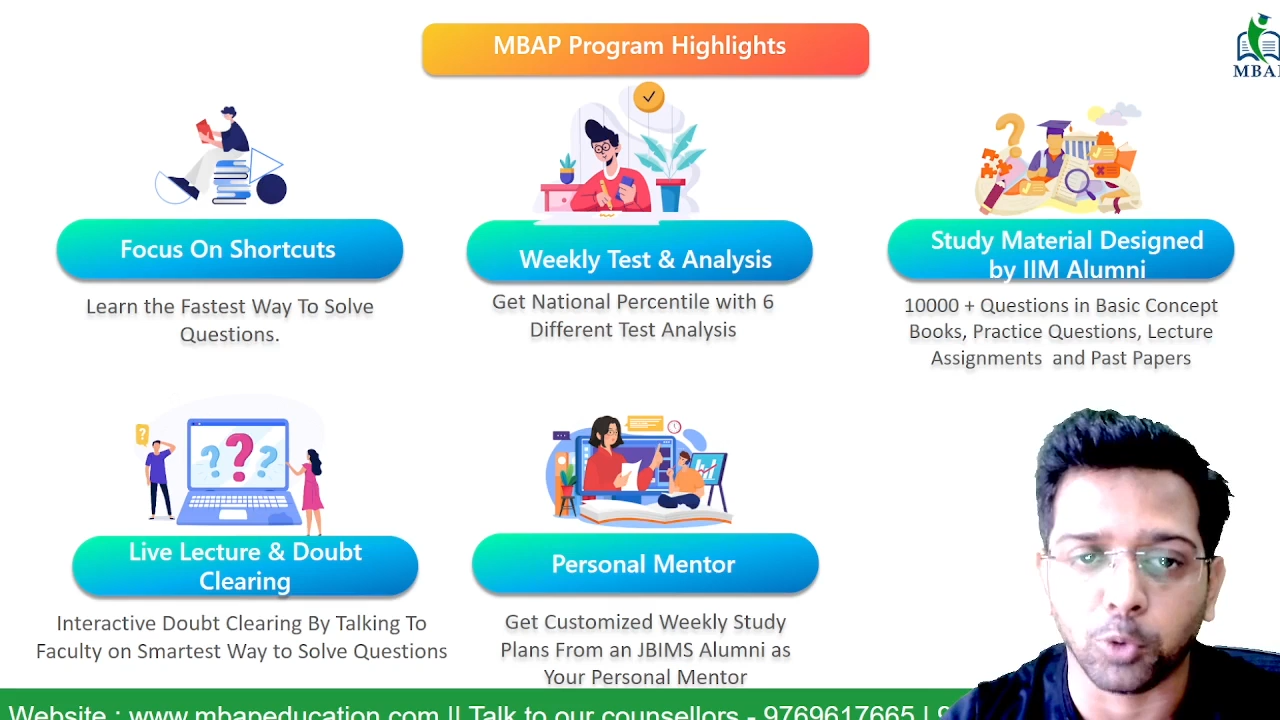 MBAP Program Highlights
Focus On Shortcuts
Learn the Fastest Way To Solve
Questions.
Weekly Test & Analysis
Get National Percentile with 6
Different Test Analysis
Study Material Designed
by IIM Alumni
10000 + Questions in Basic Concept
Books, Practice Questions, Lecture
Assignments and Past Papers
Live Lecture & Doubt
Clearing
Interactive Doubt Clearing By Talking To
Faculty on Smartest Way to Solve Questions
Personal Mentor
Get Customized Weekly Study
Plans From an JBIMS Alumni as
Your Personal Mentor
Website : www.mbapeducation.com || Talk to our counsellors - 9769617665 | 9